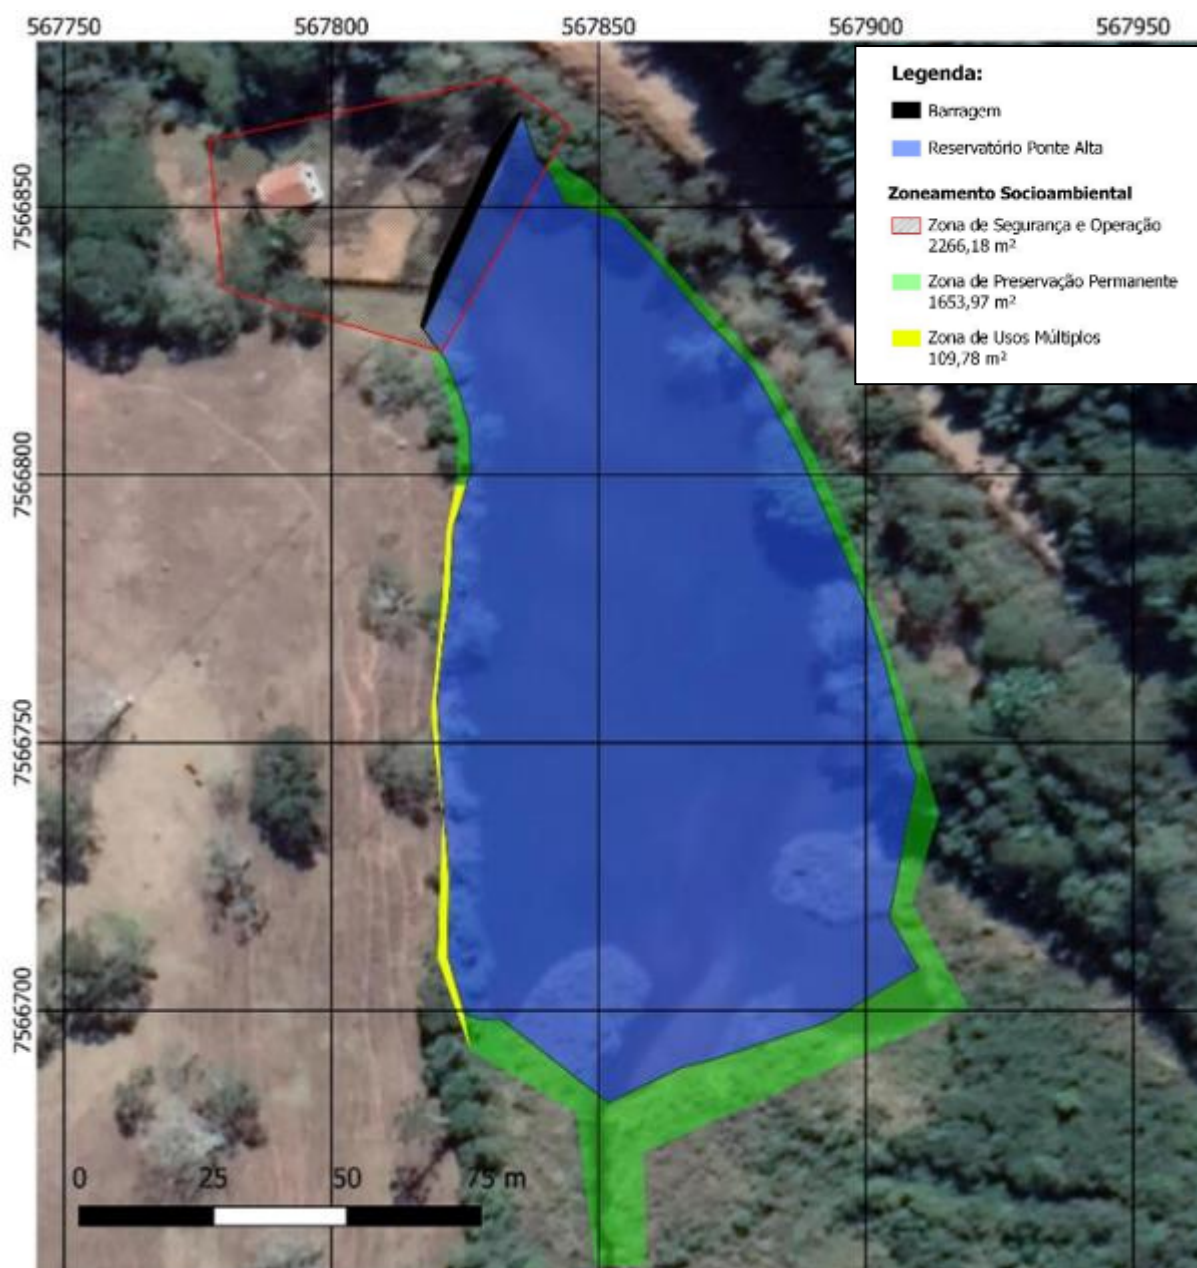 567750 567800 567850 567900 567950
Legenda:
Barragem
Reservatório Ponte Alta
Zoneamento Socioambiental
Zona de Segurança e Operação
2266,18 m²
Zona de Preservação Permanente
1653,97 m²
Zona de Usos Múltiplos
109,78 m²
7566850
7566800
7566750
7566700
0 25 50 75 m